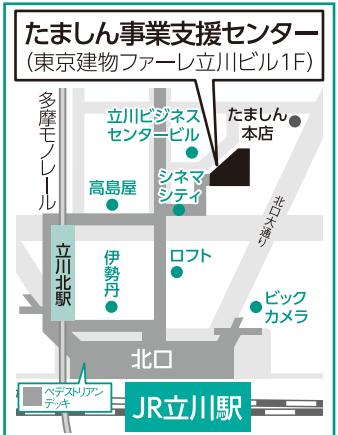 たましん事業支援センター
(東京建物ファーレ立川ビル1F)
多摩モノレール
立川ビジネス
センタービル
たましん
本店
シネマ
シティ
高島屋
北口大通り
立川北駅
伊勢丹
ロフト
ビック
カメラ
北口
ペデストリアン
デッキ
JR立川駅